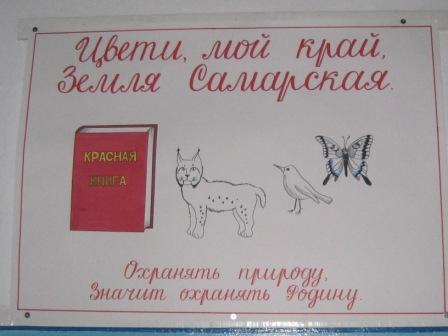 Цвети, мой край,
Земля Самарская.
КРАСНАЯ
КНИГА
Охранять природу,
Значит охранять Родину.